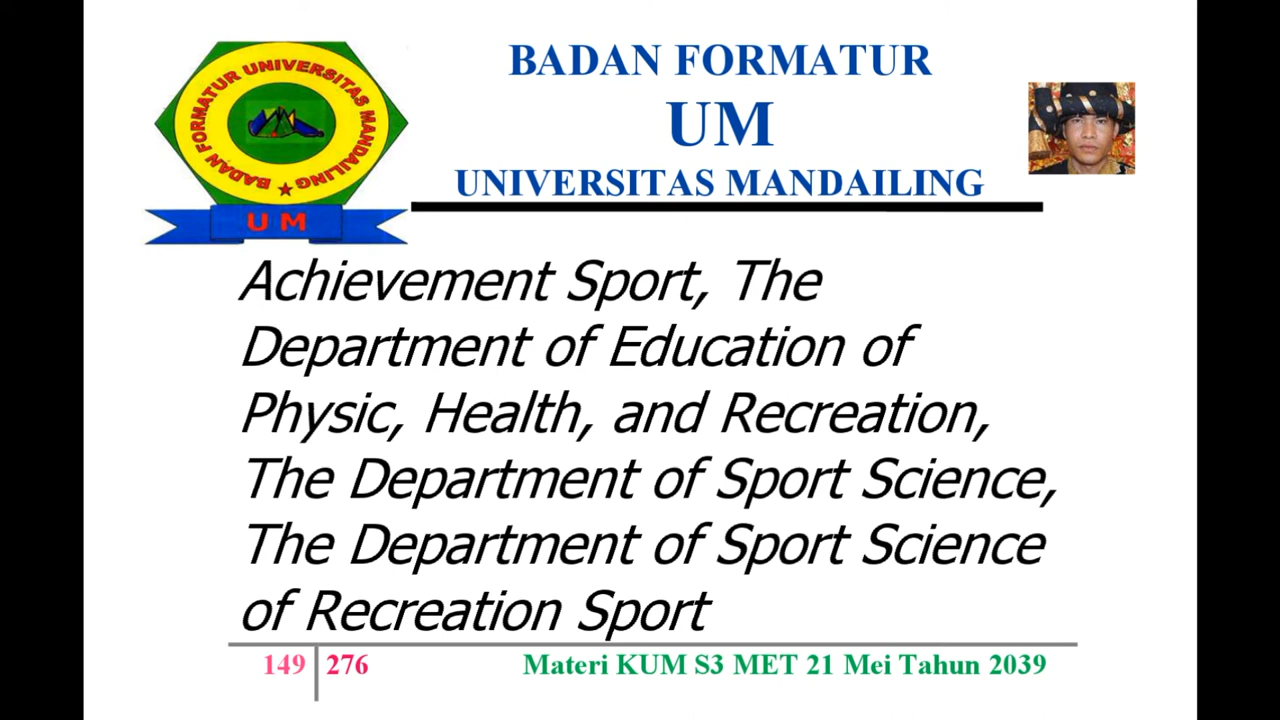 BADAN FORMATUR UNIVERSITAS MANDAILING
UM
BADAN FORMATUR
UM
UNIVERSITAS MANDAILING
Achievement Sport, The
Department of Education of
Physic, Health, and Recreation,
The Department of Sport Science,
The Department of Sport Science
of Recreation Sport
149 276 Materi KUM S3 MET 21 Mei Tahun 2039